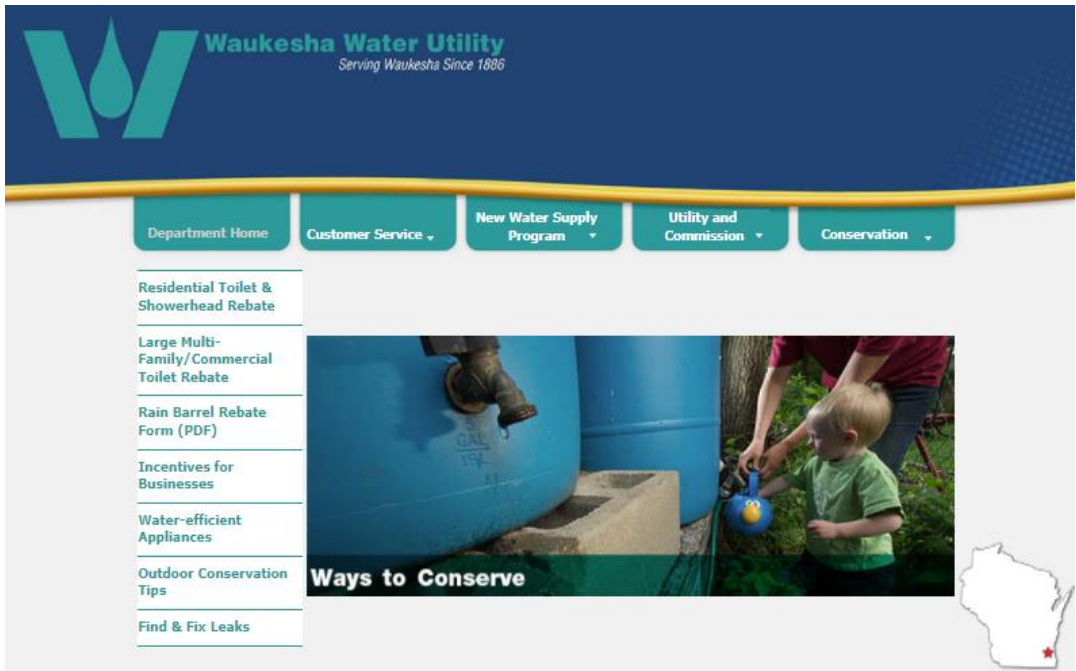 Waukesha Water Utility
Serving Waukesha Since 1886
Department Home
Customer Service
New Water Supply
Program
Utility and
Commission
Conservation
Residential Toilet &
Showerhead Rebate
Large Multi-
Family/Commercial
Toilet Rebate
Rain Barrel Rebate
Form (PDF)
Incentives for
Businesses
Water-efficient
Appliances
Outdoor Conservation
Tips
Find & Fix Leaks
GAL
Ways to Conserve